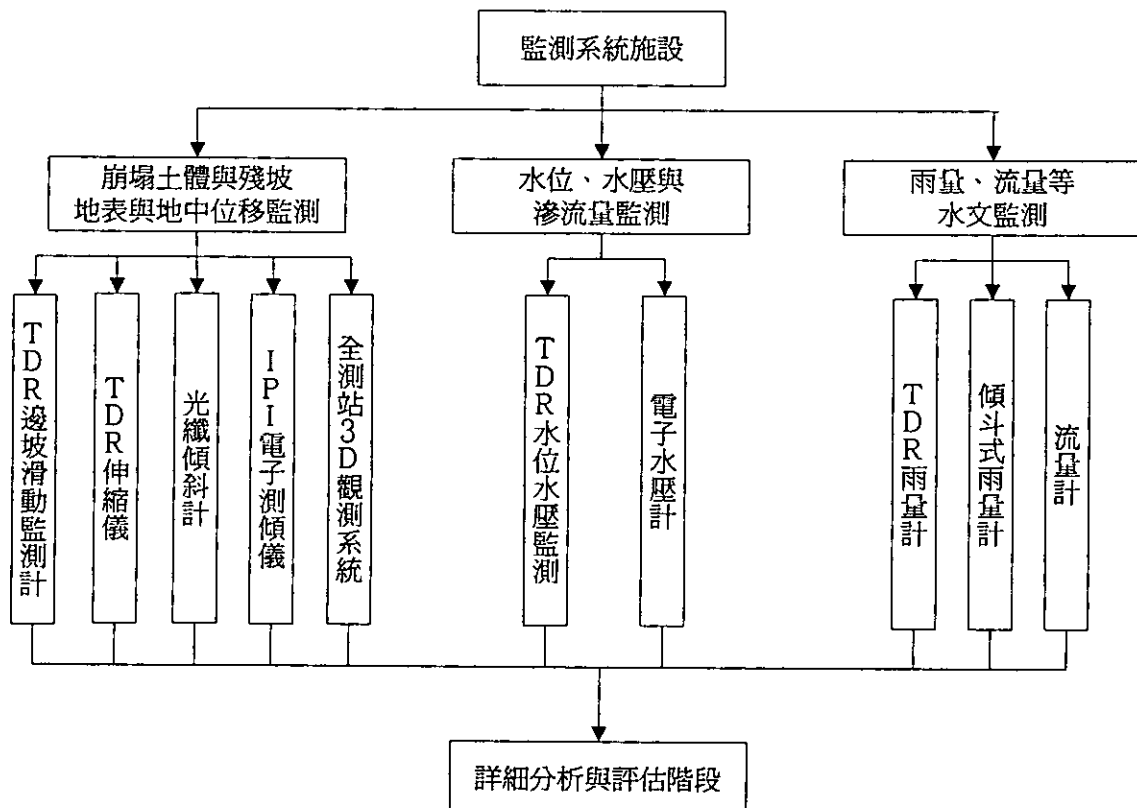 監測系統施設
崩塌土體與殘坡
地表與地中位移監測
水位、水壓與
滲流量監測
雨量、流量等
水文監測
TDR邊坡滑動監測計
TDR伸縮儀
光纖傾斜計
IPI電子測傾儀
全測站3D觀測系統
TDR水位水壓監測
電子水壓計
TDR雨量計
傾斗式雨量計
流量計
詳細分析與評估階段